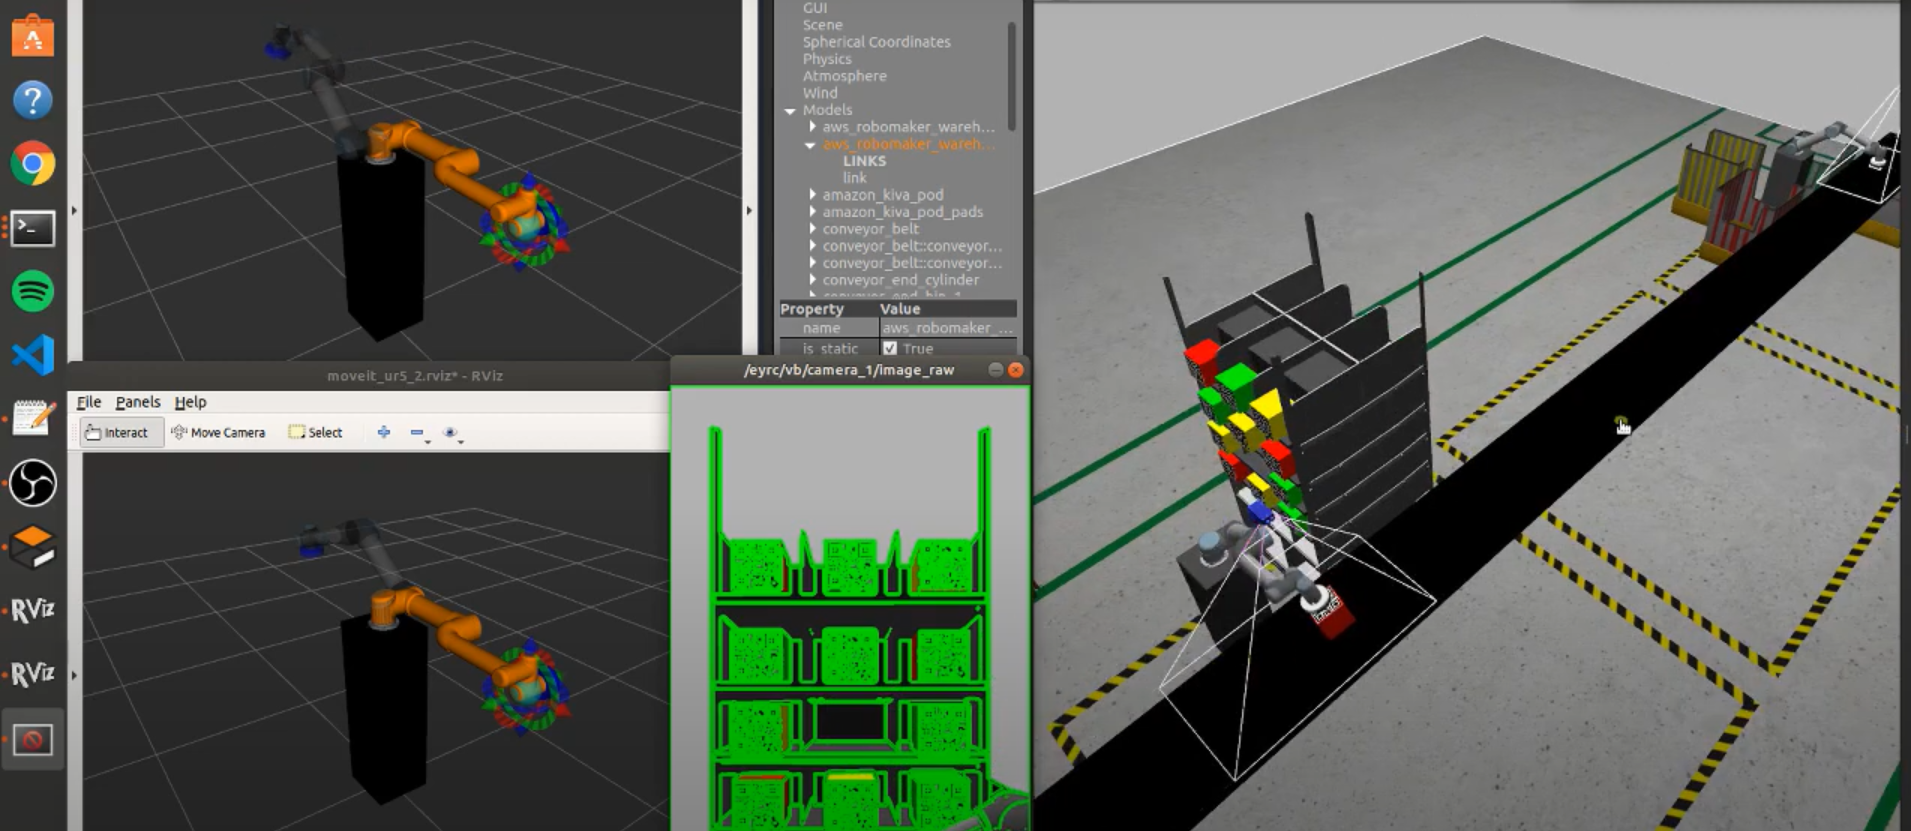 GUI
Scene
Spherical Coordinates
Physics
Atmosphere
Wind
Models
aws_robomaker_wareh...
aws_robomaker_wareh...
LINKS
link
amazon_kiva_pod
amazon_kiva_pod_pads
conveyor_belt
conveyor_belt::conveyor...
conveyor_belt::conveyor...
conveyor_end_cylinder
Property Value
name aws_robomaker_...
is_static True
moveit_ur5_2.rviz* - RViz
File Panels Help
Interact Move Camera Select
/eyrc/vb/camera_1/image_raw
RViz
RViz